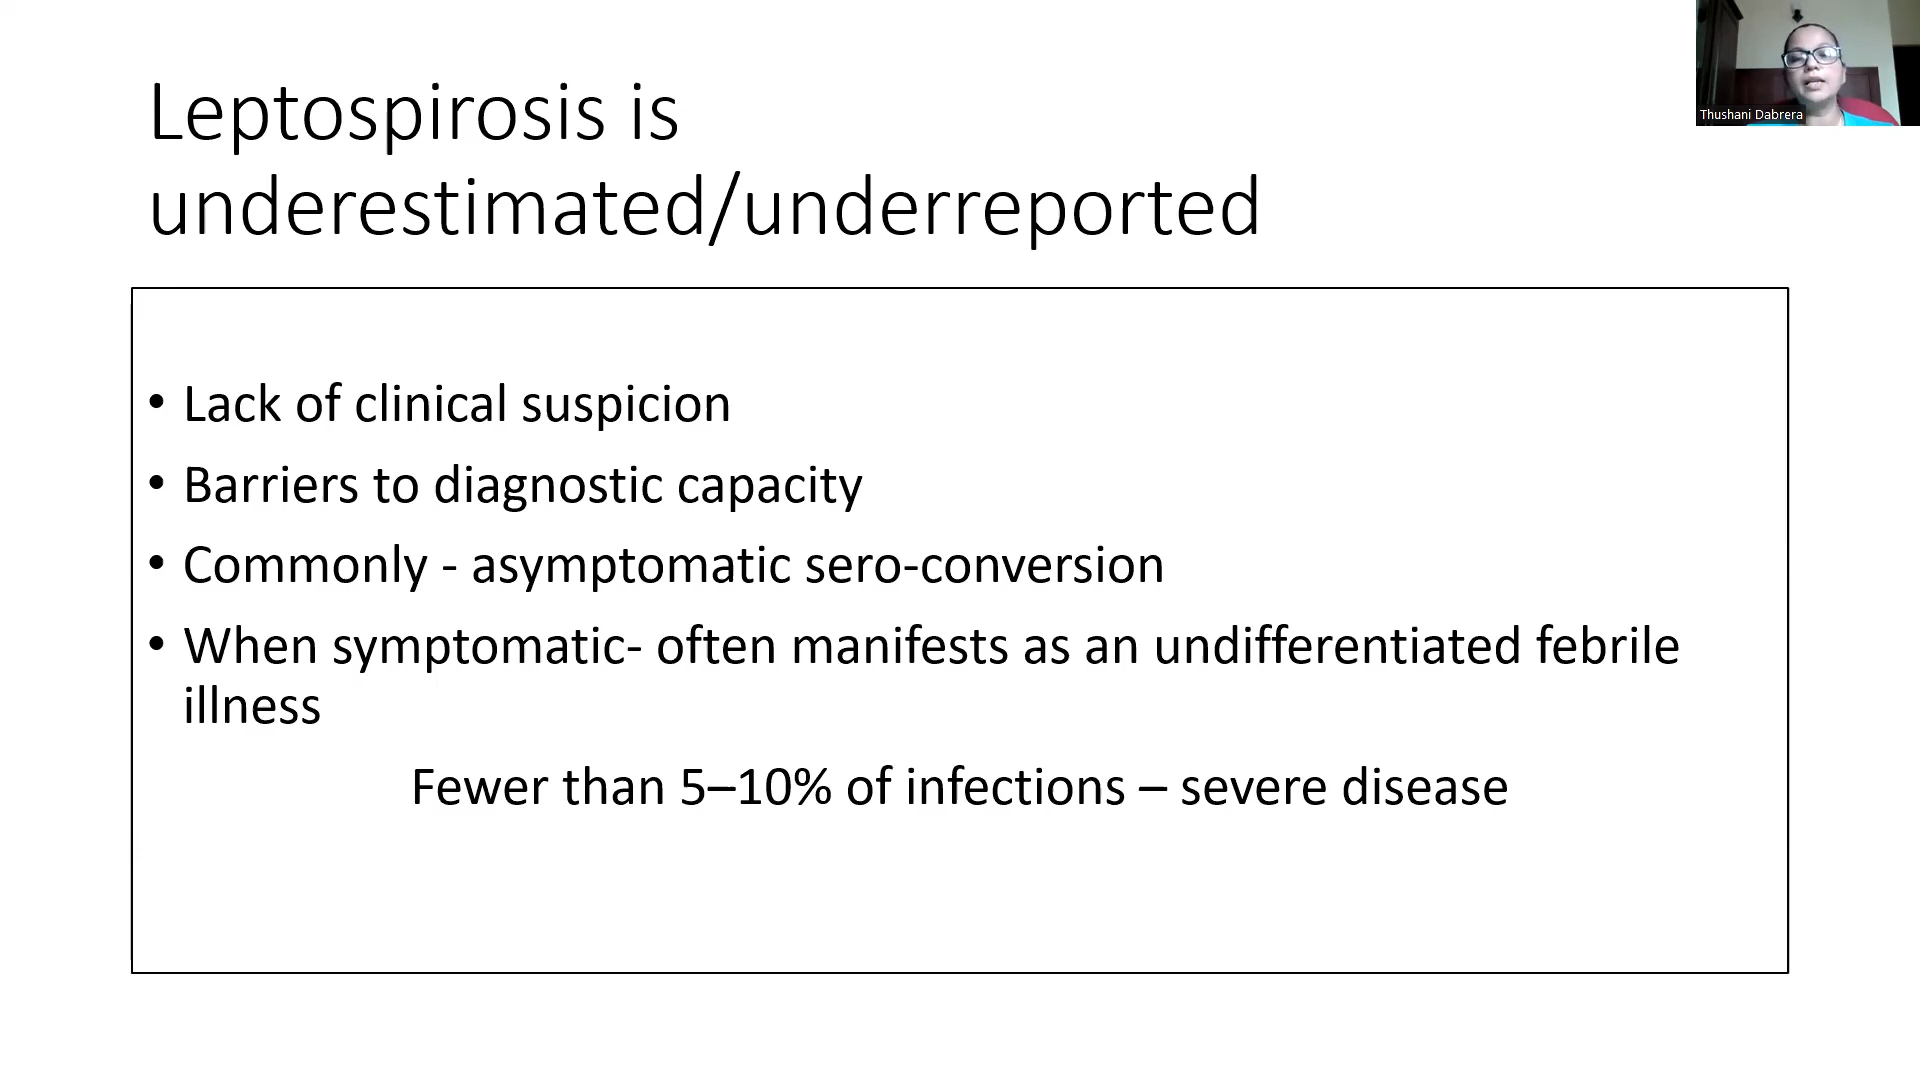 Leptospirosis is
underestimated/underreported
Thushani Dabrera
• Lack of clinical suspicion
• Barriers to diagnostic capacity
• Commonly - asymptomatic sero-conversion
• When symptomatic- often manifests as an undifferentiated febrile
illness
Fewer than 5–10% of infections – severe disease